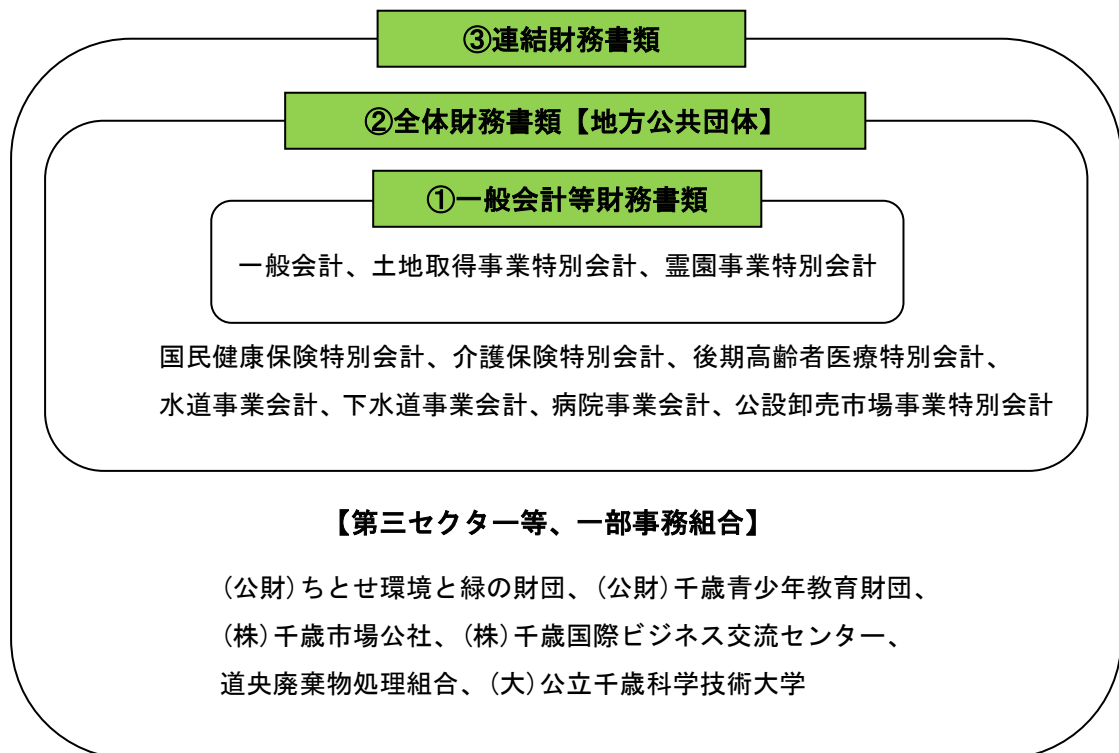 ③連結財務書類
②全体財務書類【地方公共団体】
①一般会計等財務書類
一般会計、土地取得事業特別会計、霊園事業特別会計
国民健康保険特別会計、介護保険特別会計、後期高齢者医療特別会計、
水道事業会計、下水道事業会計、病院事業会計、公設卸売市場事業特別会計
【第三セクター等、一部事務組合】
(公財)ちとせ環境と緑の財団、(公財)千歳青少年教育財団、
(株)千歳市場公社、(株)千歳国際ビジネス交流センター、
道央廃棄物処理組合、(大)公立千歳科学技術大学